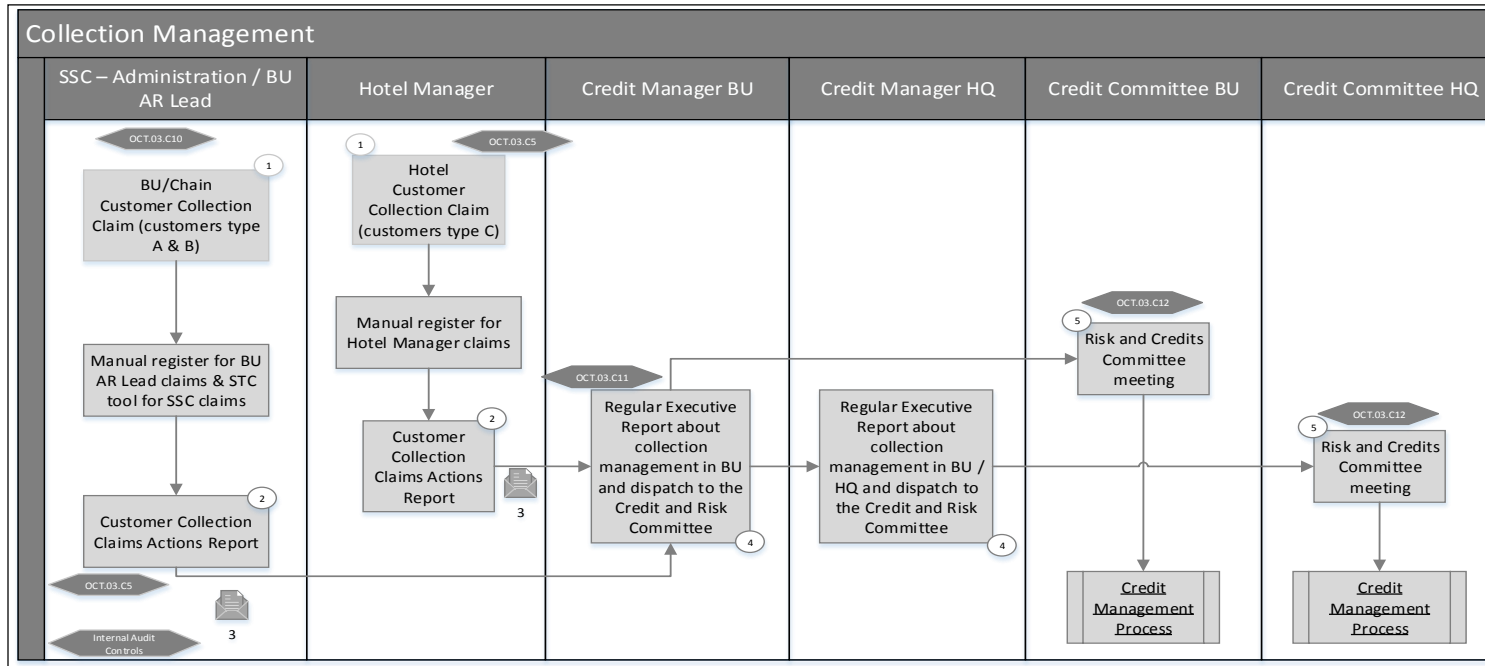 Collection Management
SSC – Administration / BU
AR Lead
Hotel Manager
Credit Manager BU
Credit Manager HQ
Credit Committee BU
Credit Committee HQ
OCT.03.C10
1
BU/Chain
Customer Collection
Claim (customers type
A & B)
Manual register for BU
AR Lead claims & STC
tool for SSC claims
2
Customer Collection
Claims Actions Report
OCT.03.C5
3
Internal Audit
Controls
OCT.03.C5
1
Hotel
Customer
Collection Claim
(customers type C)
Manual register for
Hotel Manager claims
2
Customer
Collection
Claims Actions
Report
3
OCT.03.C11
Regular Executive
Report about
collection
management in BU
and dispatch to the
Credit and Risk
Committee
4
Regular Executive
Report about
collection
management in BU /
HQ and dispatch to
the Credit and Risk
Committee
4
OCT.03.C12
5
Risk and Credits
Committee
meeting
Credit
Management
Process
OCT.03.C12
5
Risk and Credits
Committee
meeting
Credit
Management
Process